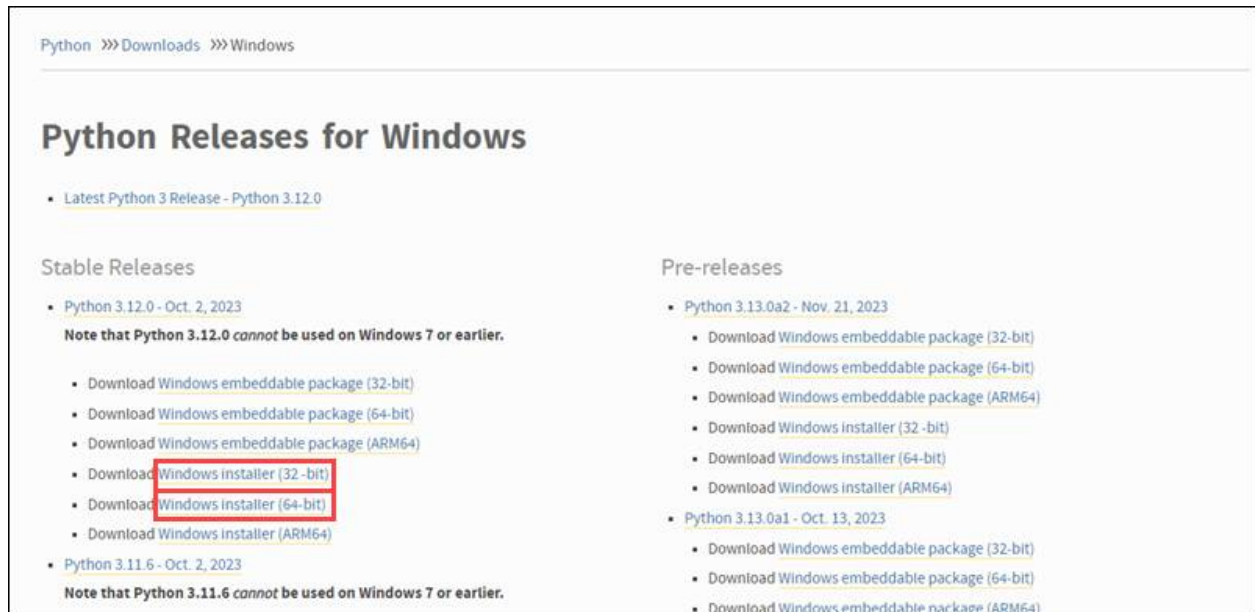 Python >>> Downloads >>> Windows
Python Releases for Windows
Latest Python 3 Release - Python 3.12.0
Stable Releases
Python 3.12.0 - Oct. 2, 2023
Note that Python 3.12.0 cannot be used on Windows 7 or earlier.
Download Windows embeddable package (32-bit)
Download Windows embeddable package (64-bit)
Download Windows embeddable package (ARM64)
Download Windows installer (32 -bit)
Download Windows installer (64-bit)
Download Windows installer (ARM64)
Python 3.11.6 - Oct. 2, 2023
Note that Python 3.11.6 cannot be used on Windows 7 or earlier.
Pre-releases
Python 3.13.0a2 - Nov. 21, 2023
Download Windows embeddable package (32-bit)
Download Windows embeddable package (64-bit)
Download Windows embeddable package (ARM64)
Download Windows installer (32 -bit)
Download Windows installer (64-bit)
Download Windows installer (ARM64)
Python 3.13.0a1 - Oct. 13, 2023
Download Windows embeddable package (32-bit)
Download Windows embeddable package (64-bit)
Download Windows embeddable package (ARM64)